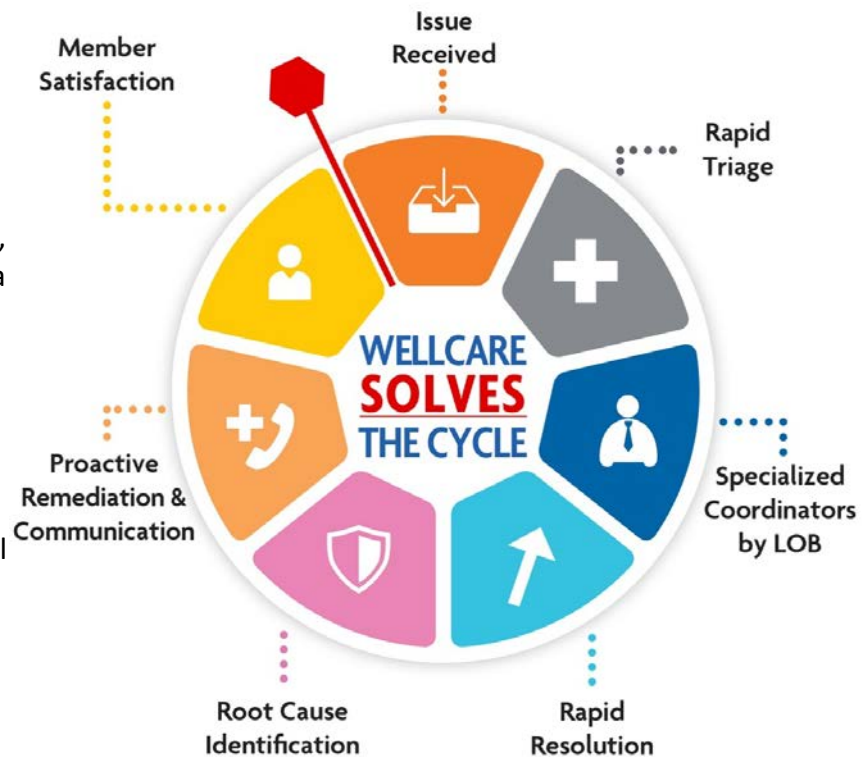 Issue
Received
Member
Satisfaction
Rapid
Triage
,
a
WELLCARE
SOLVES
THE CYCLE
Proactive
Remediation &
Communication
Specialized
Coordinators
by LOB
Root Cause
Identification
Rapid
Resolution